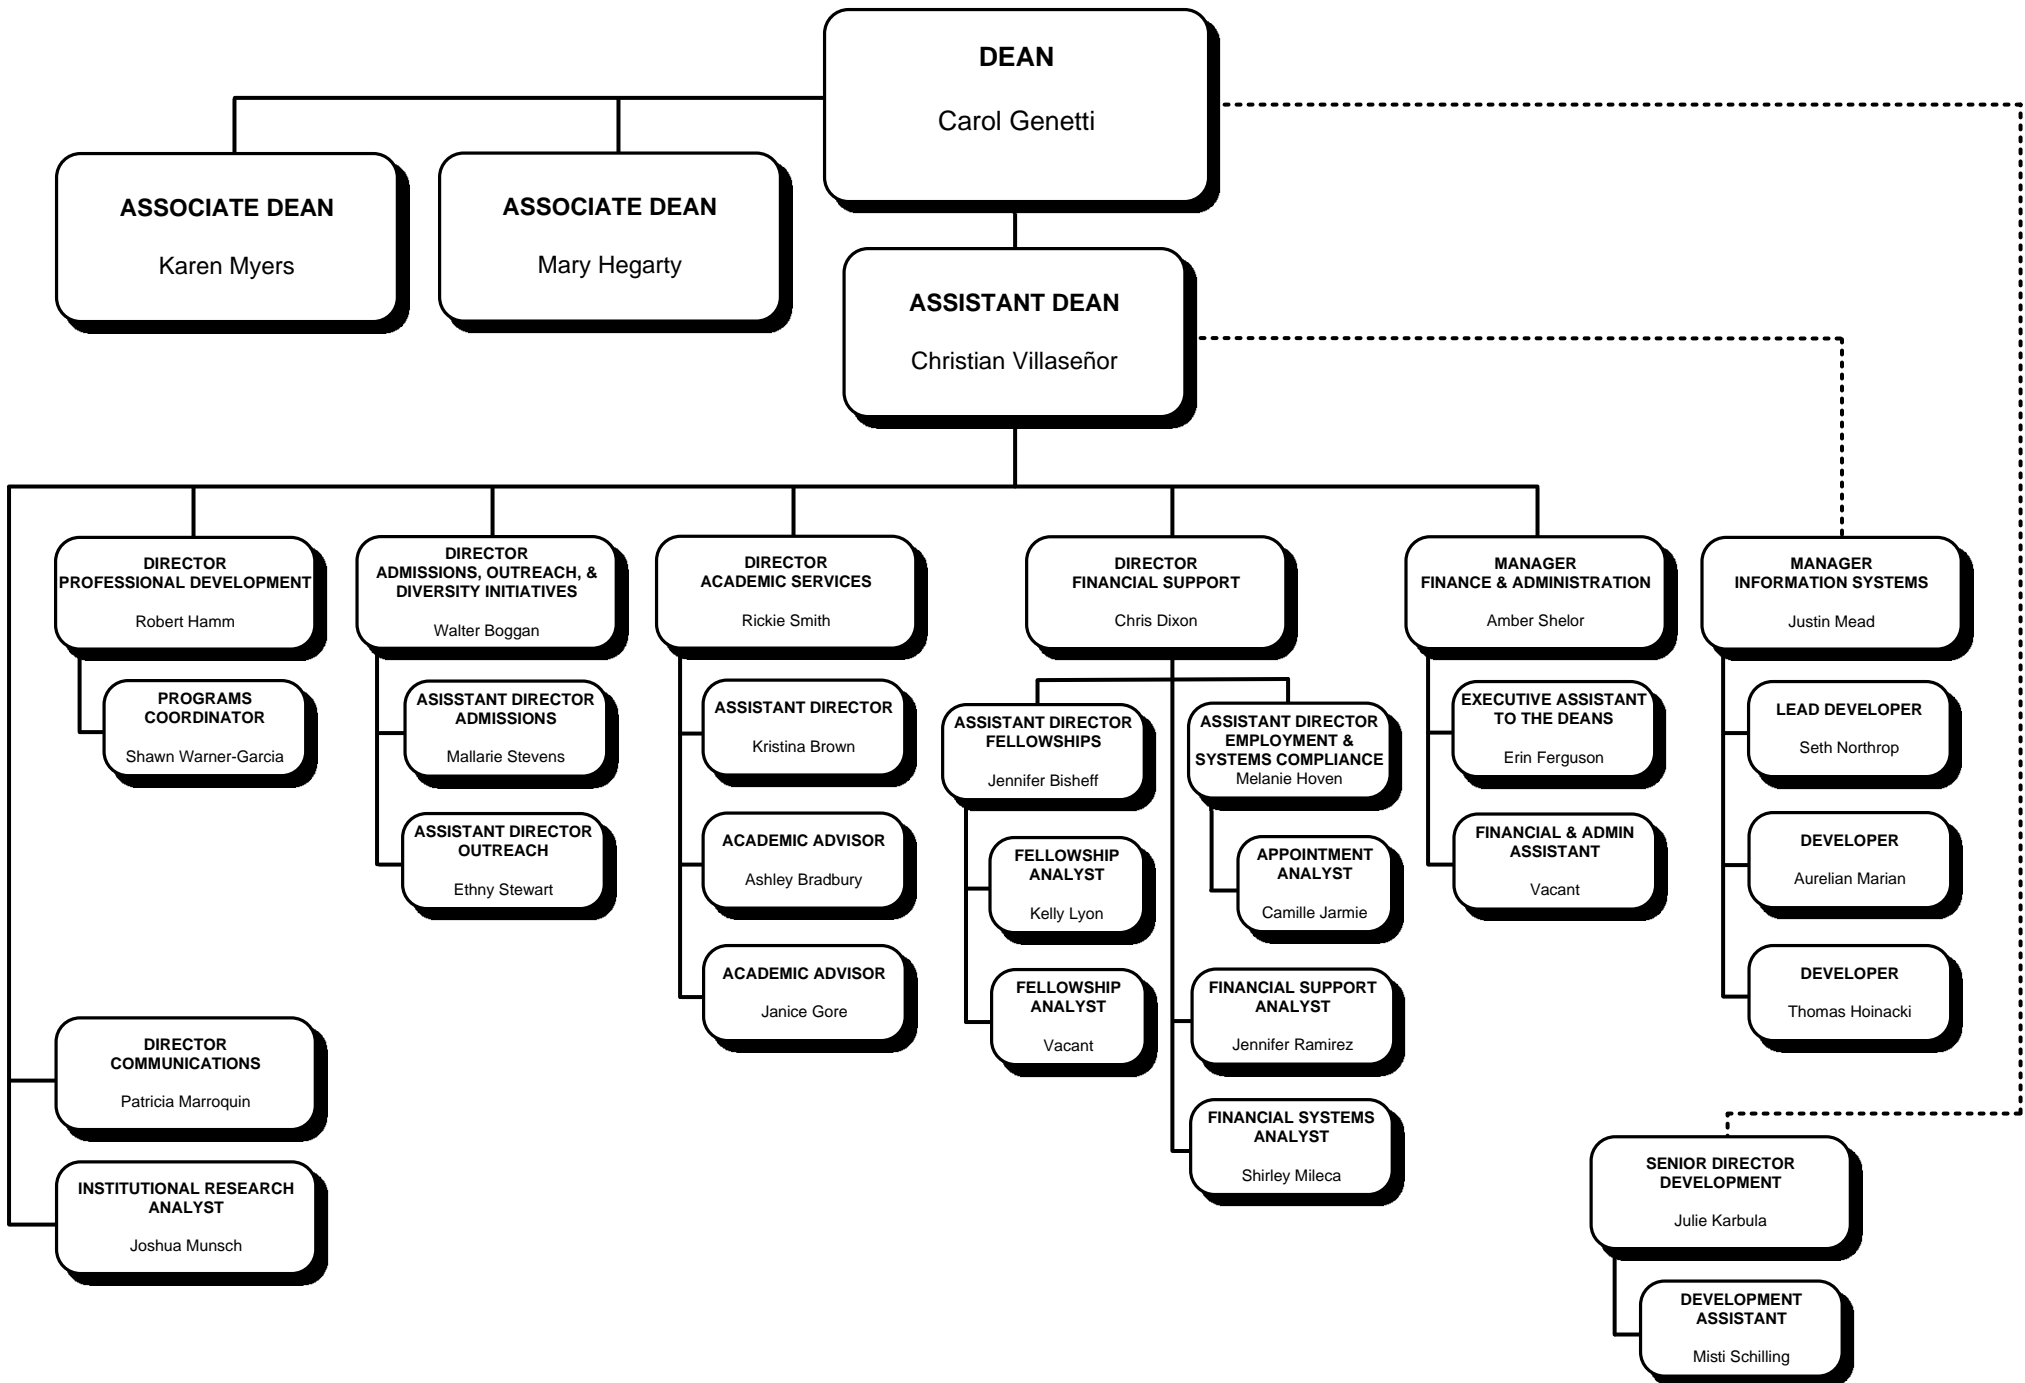 DEAN
Carol Genetti
ASSOCIATE DEAN
Karen Myers
ASSOCIATE DEAN
Mary Hegarty
ASSISTANT DEAN
Christian Villaseñor
DIRECTOR
PROFESSIONAL DEVELOPMENT
Robert Hamm
PROGRAMS
COORDINATOR
Shawn Warner-Garcia
DIRECTOR
ADMISSIONS, OUTREACH, &
DIVERSITY INITIATIVES
Walter Boggan
ASISSTANT DIRECTOR
ADMISSIONS
Mallarie Stevens
ASSISTANT DIRECTOR
OUTREACH
Ethny Stewart
DIRECTOR
ACADEMIC SERVICES
Rickie Smith
ASSISTANT DIRECTOR
Kristina Brown
ACADEMIC ADVISOR
Ashley Bradbury
ACADEMIC ADVISOR
Janice Gore
DIRECTOR
FINANCIAL SUPPORT
Chris Dixon
ASSISTANT DIRECTOR
FELLOWSHIPS
Jennifer Bisheff
FELLOWSHIP
ANALYST
Kelly Lyon
FELLOWSHIP
ANALYST
Vacant
ASSISTANT DIRECTOR
EMPLOYMENT &
SYSTEMS COMPLIANCE
Melanie Hoven
APPOINTMENT
ANALYST
Camille Jarmie
FINANCIAL SUPPORT
ANALYST
Jennifer Ramirez
FINANCIAL SYSTEMS
ANALYST
Shirley Mileca
MANAGER
FINANCE & ADMINISTRATION
Amber Shelor
EXECUTIVE ASSISTANT
TO THE DEANS
Erin Ferguson
FINANCIAL & ADMIN
ASSISTANT
Vacant
MANAGER
INFORMATION SYSTEMS
Justin Mead
LEAD DEVELOPER
Seth Northrop
DEVELOPER
Aurelian Marian
DEVELOPER
Thomas Hoinacki
DIRECTOR
COMMUNICATIONS
Patricia Marroquin
INSTITUTIONAL RESEARCH
ANALYST
Joshua Munsch
SENIOR DIRECTOR
DEVELOPMENT
Julie Karbula
DEVELOPMENT
ASSISTANT
Misti Schilling